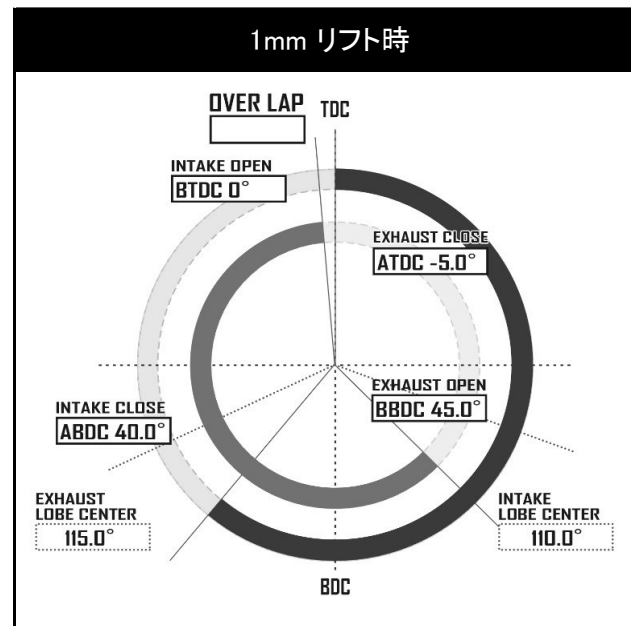 1mm リフト時
OVER LAP
TDC
INTAKE OPEN
BTDC 0°
EXHAUST CLOSE
ATDC -5.0°
EXHAUST OPEN
BBDC 45.0°
INTAKE CLOSE
ABDC 40.0°
EXHAUST
LOBE CENTER
115.0°
INTAKE
LOBE CENTER
110.0°
BDC